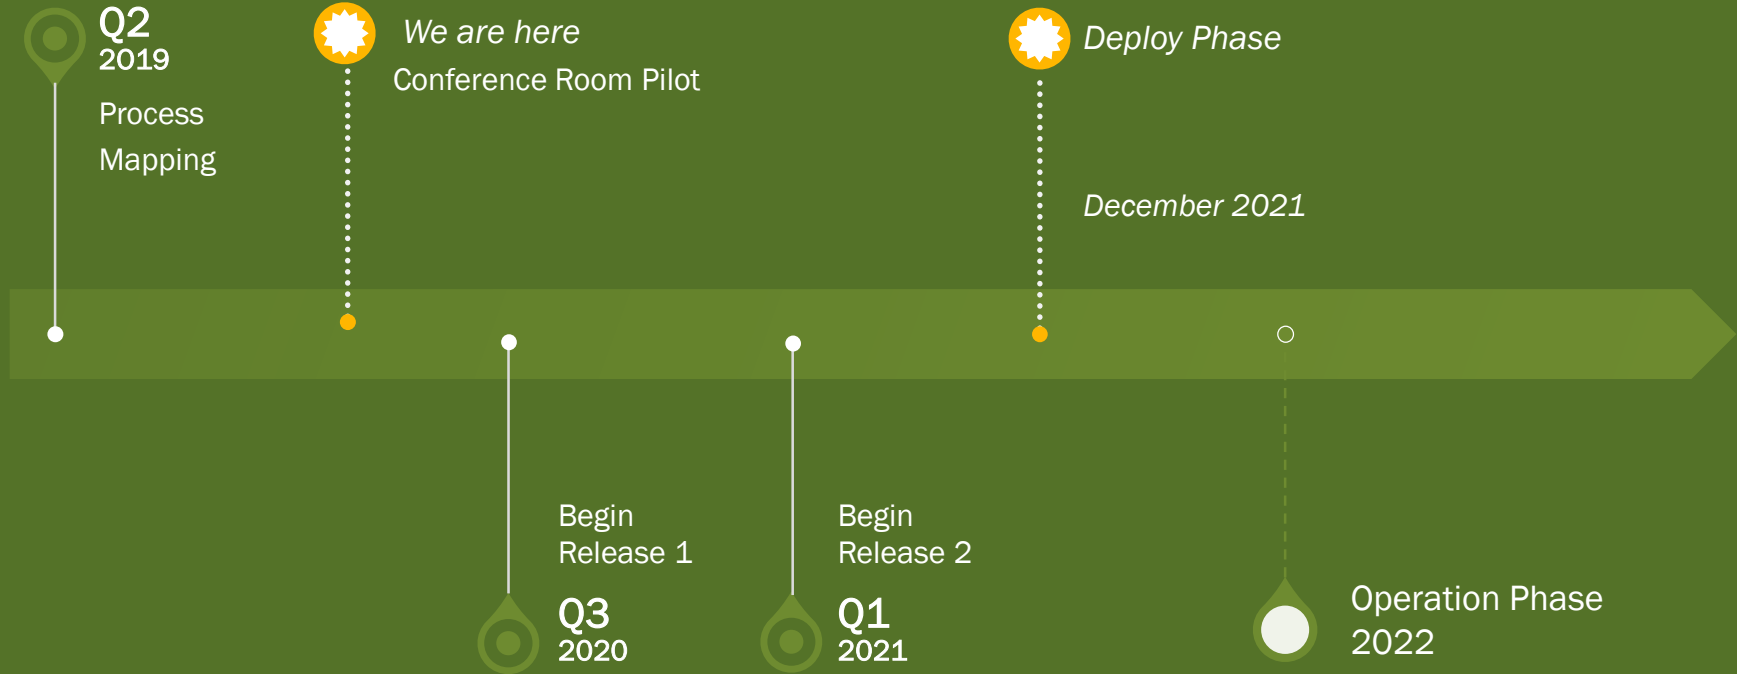 Q2
2019
Process
Mapping
We are here
Conference Room Pilot
Deploy Phase
December 2021
Begin
Release 1
Q3
2020
Begin
Release 2
Q1
2021
Operation Phase
2022